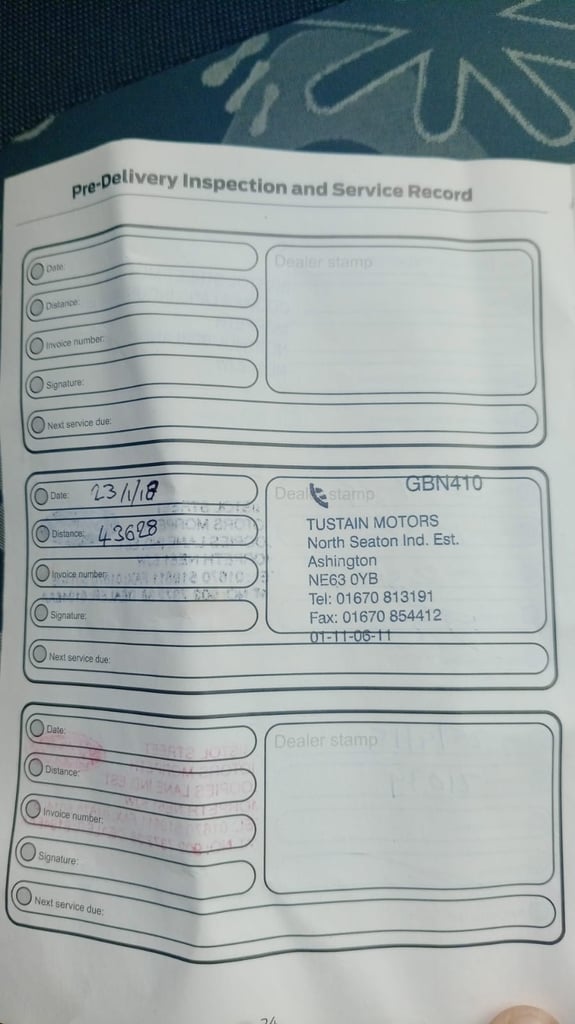 Pre-Delivery Inspection and Service Record
Date:
Distance:
Invoice number:
Signature:
Next service due:
Dealer stamp
Date: 23/1/18
Distance: 43628
Invoice number:
Signature:
Next service due:
Dealer stamp
GBN410
TUSTAIN MOTORS
North Seaton Ind. Est.
Ashington
NE63 0YB
Tel: 01670 813191
Fax: 01670 854412
01-11-06-11
Date:
Distance:
Invoice number:
Signature:
Next service due:
Dealer stamp